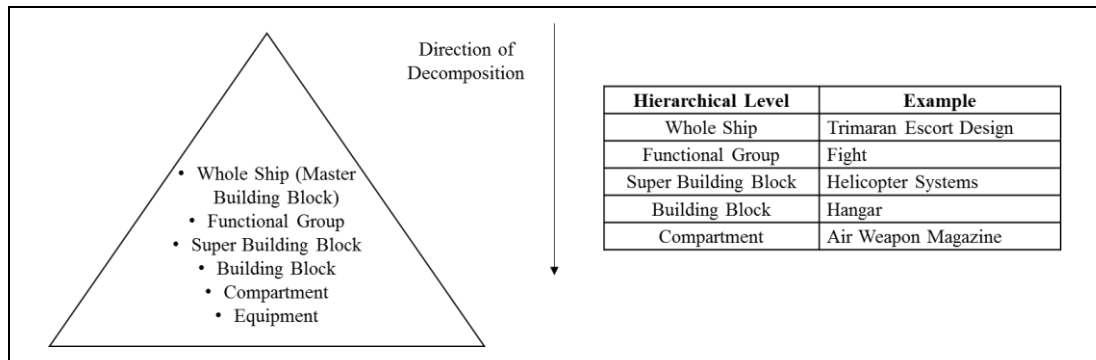 Direction of
Decomposition
• Whole Ship (Master
Building Block)
• Functional Group
• Super Building Block
• Building Block
• Compartment
• Equipment
Hierarchical Level Example
Whole Ship Trimaran Escort Design
Functional Group Fight
Super Building Block Helicopter Systems
Building Block Hangar
Compartment Air Weapon Magazine